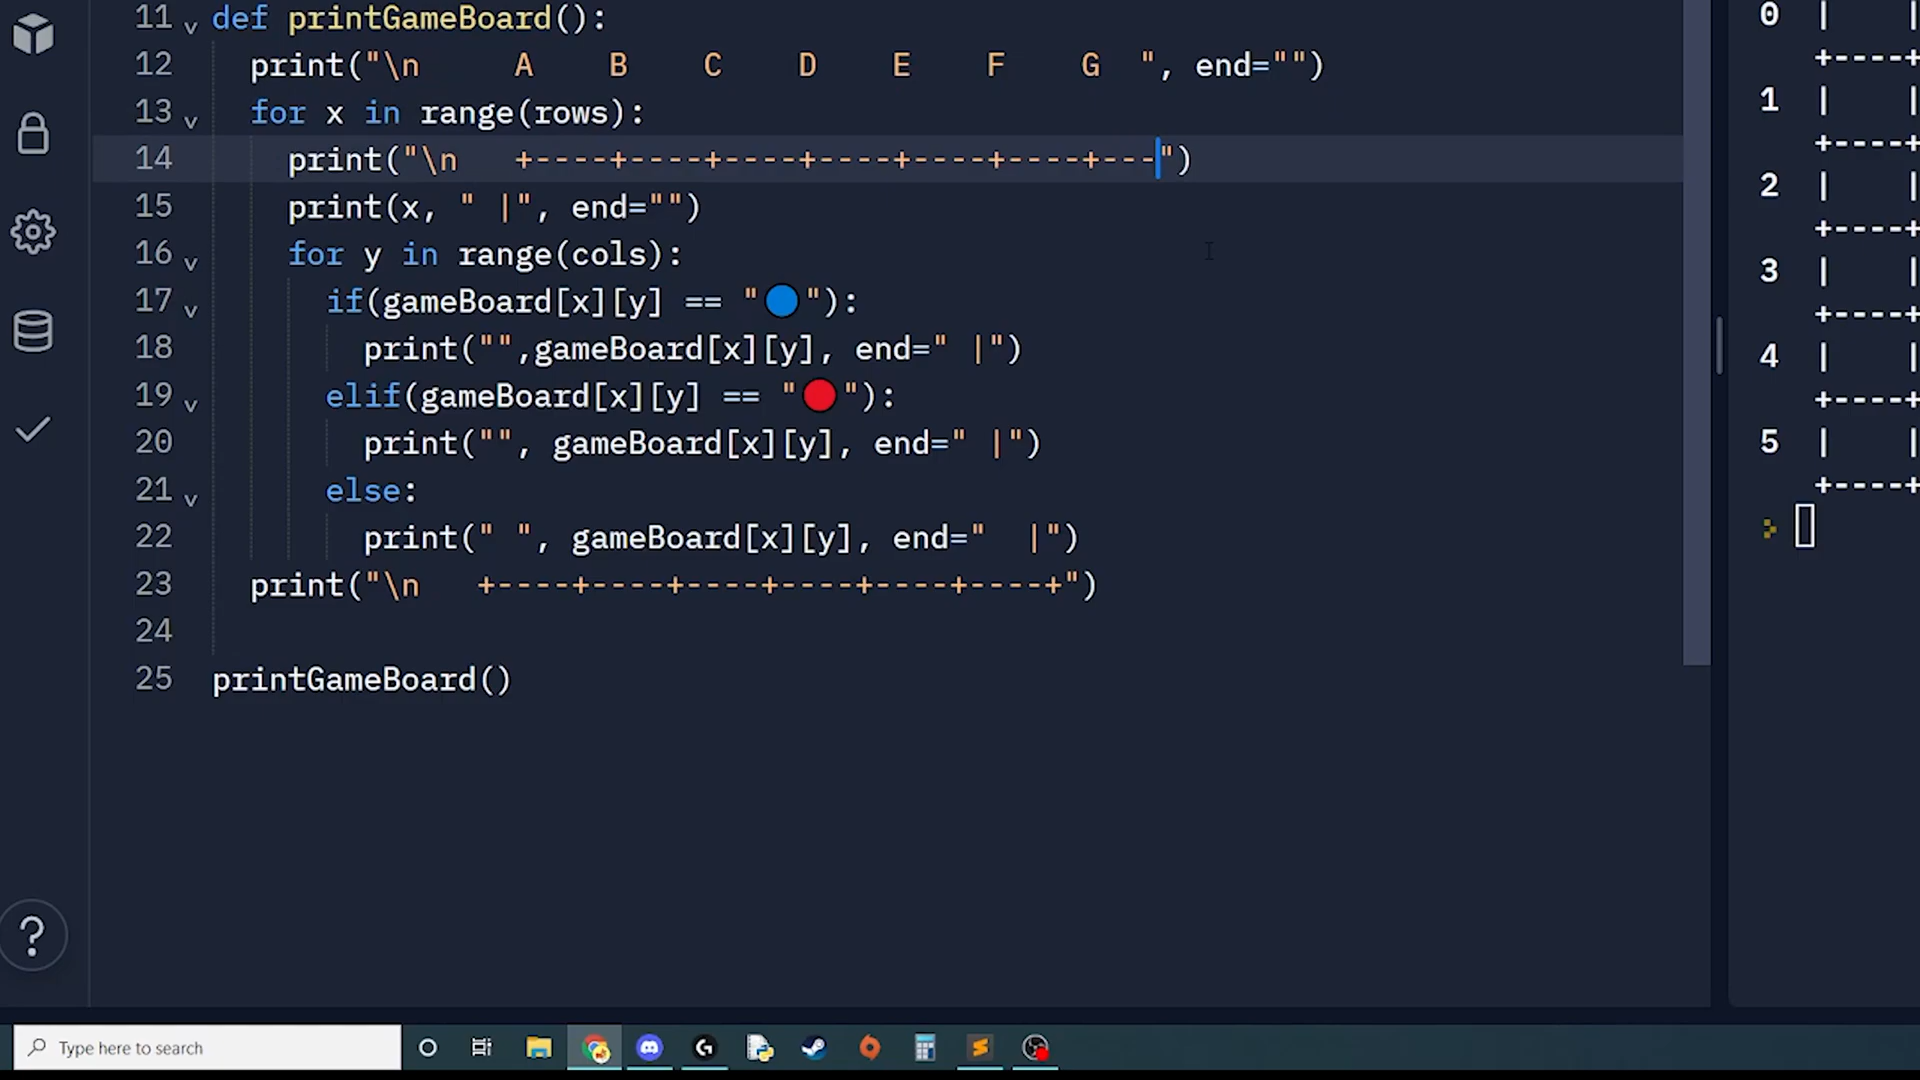 11 def printGameBoard():
12   print("\n     A    B    C    D    E    F    G  ", end="")
13   for x in range(rows):
14     print("\n   +----+----+----+----+----+----+---")
15     print(x, " |", end="")
16     for y in range(cols):
17       if(gameBoard[x][y] == "🔵"):
18         print("",gameBoard[x][y], end=" |")
19       elif(gameBoard[x][y] == "🔴"):
20         print("", gameBoard[x][y], end=" |")
21       else:
22         print(" ", gameBoard[x][y], end="  |")
23   print("\n   +----+----+----+----+----+----+")
24
25 printGameBoard()
0 |    |
+----+
1 |    |
+----+
2 |    |
+----+
3 |    |
+----+
4 |    |
+----+
5 |    |
+----+
Type here to search